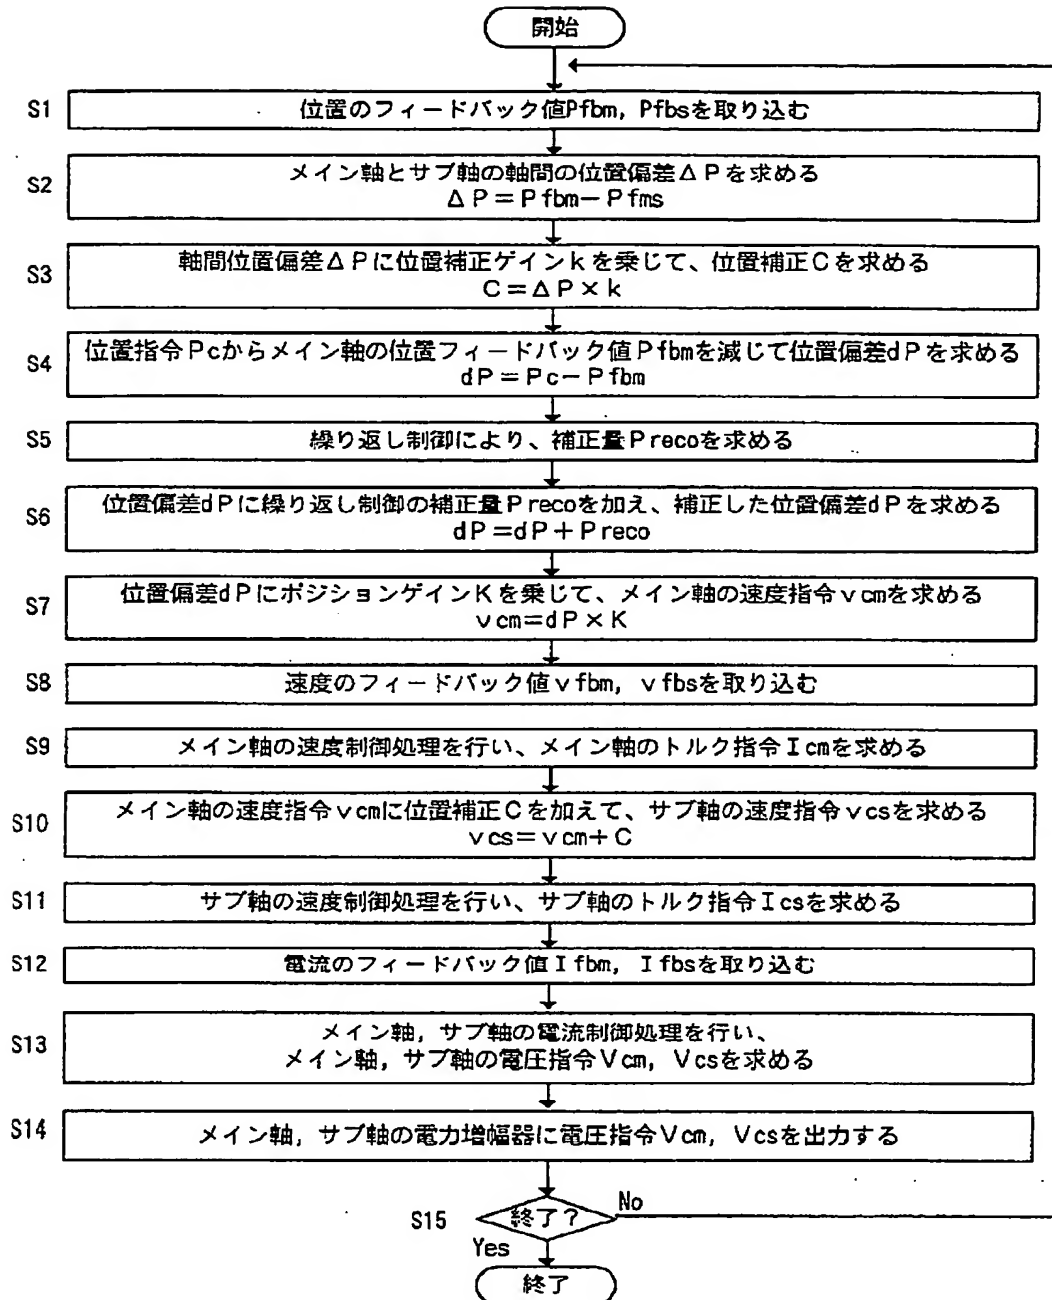 開始
S1
位置のフィードバック値Pfbm, Pfbsを取り込む
S2
メイン軸とサブ軸の軸間の位置偏差ΔPを求める
ΔP=Pfbm-Pfms
S3
軸間位置偏差ΔPに位置補正ゲインkを乗じて、位置補正Cを求める
C=ΔP×k
S4
位置指令Pcからメイン軸の位置フィードバック値Pfbmを減じて位置偏差dPを求める
dP=Pc-Pfbm
S5
繰り返し制御により、補正量Precoを求める
S6
位置偏差dPに繰り返し制御の補正量Precoを加え、補正した位置偏差dPを求める
dP=dP+Preco
S7
位置偏差dPにポジションゲインKを乗じて、メイン軸の速度指令vcmを求める
vcm=dP×K
S8
速度のフィードバック値vfbm, vfbsを取り込む
S9
メイン軸の速度制御処理を行い、メイン軸のトルク指令Icmを求める
S10
メイン軸の速度指令vcmに位置補正Cを加えて、サブ軸の速度指令vcsを求める
vcs=vcm+C
S11
サブ軸の速度制御処理を行い、サブ軸のトルク指令Icsを求める
S12
電流のフィードバック値Ifbm, Ifbsを取り込む
S13
メイン軸, サブ軸の電流制御処理を行い、
メイン軸, サブ軸の電圧指令Vcm, Vcsを求める
S14
メイン軸, サブ軸の電力増幅器に電圧指令Vcm, Vcsを出力する
S15
終了?
No
Yes
終了